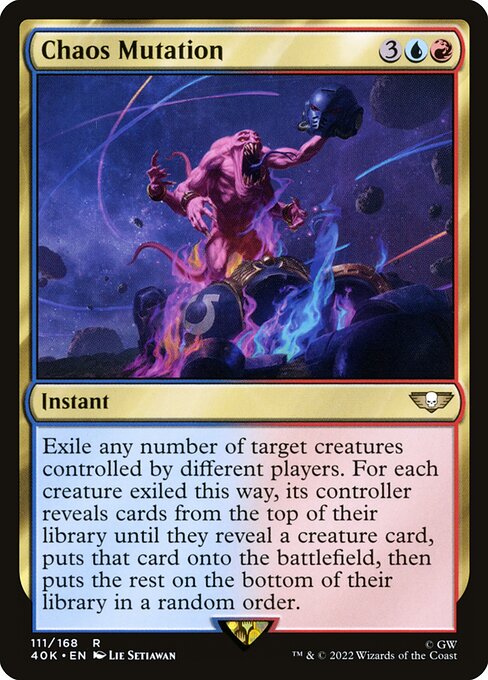 Chaos Mutation 3
Instant
Exile any number of target creatures
controlled by different players. For each
creature exiled this way, its controller
reveals cards from the top of their
library until they reveal a creature card,
puts that card onto the battlefield, then
puts the rest on the bottom of their
library in a random order.
111/168 R
40K • EN Lie Setiawan
© GW
™ & © 2022 Wizards of the Coast